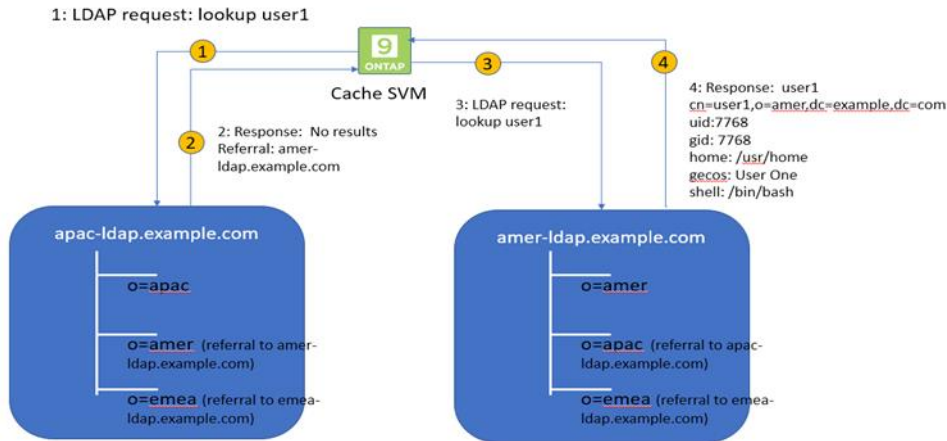 1: LDAP request: lookup user1
1
9
ONTAP
Cache SVM
3
4
2: Response: No results
Referral: amer-
ldap.example.com
2
3: LDAP request:
lookup user1
4: Response: user1
cn=user1,o=amer,dc=example,dc=com
uid:7768
gid: 7768
home: /usr/home
gecos: User One
shell: /bin/bash
apac-ldap.example.com
o=apac
o=amer (referral to amer-
ldap.example.com)
o=emea (referral to emea-
ldap.example.com)
amer-ldap.example.com
o=amer
o=apac (referral to apac-
ldap.example.com)
o=emea (referral to emea-
ldap.example.com)